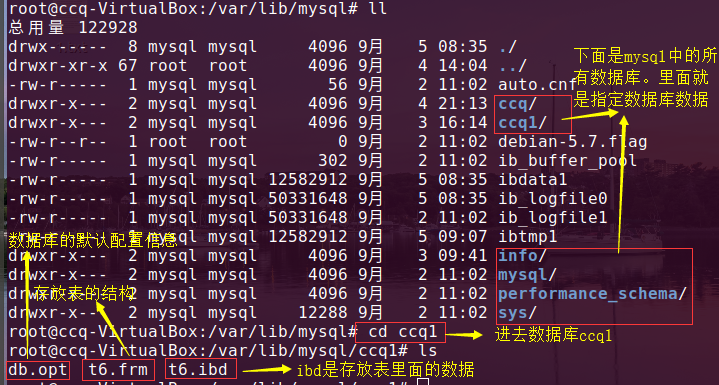 root@ccq-VirtualBox:/var/lib/mysql# ll
总用量 122928
drwx------ 8 mysql mysql 4096 9月 5 08:35 ./
drwxr-xr-x 67 root root 4096 9月 4 14:04 ../
-rw-r----- 1 mysql mysql 56 9月 2 11:02 auto.cnf
drwxr-x--- 2 mysql mysql 4096 9月 4 21:13 ccq/
drwxr-x--- 2 mysql mysql 4096 9月 3 16:14 ccq1/
-rw-r--r-- 1 root root 0 9月 2 11:02 debian-5.7.flag
-rw-r----- 1 mysql mysql 302 9月 2 11:02 ib_buffer_pool
-rw-r----- 1 mysql mysql 12582912 9月 5 08:35 ibdata1
-rw-r----- 1 mysql mysql 50331648 9月 5 08:35 ib_logfile0
-rw-r----- 1 mysql mysql 50331648 9月 2 11:02 ib_logfile1
1 mysql mysql 12582912 9月 5 09:07 ibtmp1
drwxr-x--- 2 mysql mysql 4096 9月 3 09:41 info/
drwxr-x--- 2 mysql mysql 4096 9月 2 11:02 mysql/
2 mysql mysql 4096 9月 2 11:02 performance_schema/
drwxr-x--- 2 mysql mysql 12288 9月 2 11:02 sys/
root@ccq-VirtualBox:/var/lib/mysql# cd ccq1
root@ccq-VirtualBox:/var/lib/mysql/ccq1# ls
db.opt t6.frm t6.ibd
下面是mysql中的所
有数据库。里面就
是指定数据库数据
数据库的默认配置信息
存放表的结构
进去数据库ccq1
ibd是存放表里面的数据